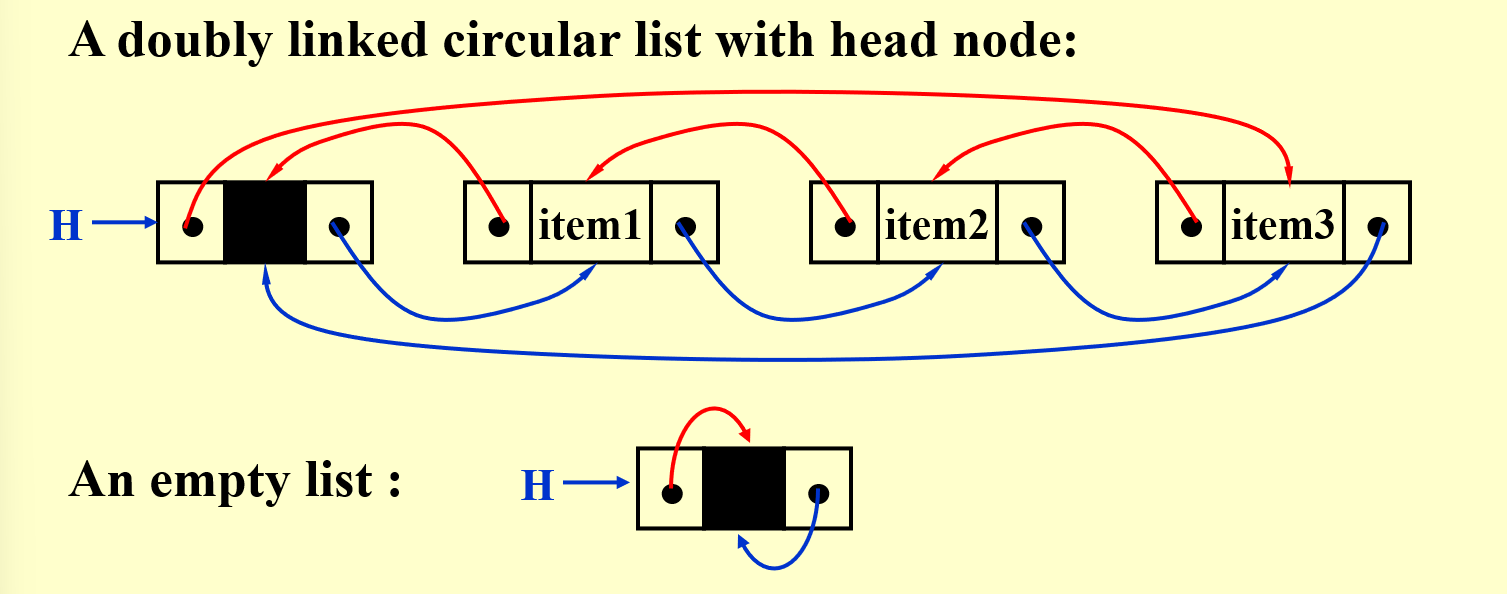 A doubly linked circular list with head node:
H
item1
item2
item3
An empty list :
H